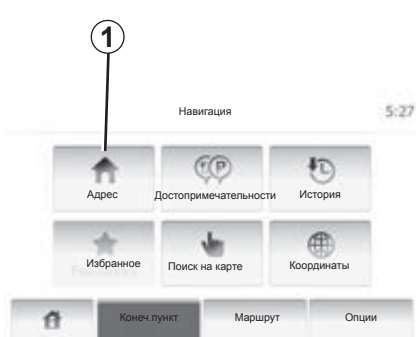 1
Навигация 5:27
Адрес Достопримечательности История
Избранное Поиск на карте Координаты
Конеч.пункт Маршрут Опции